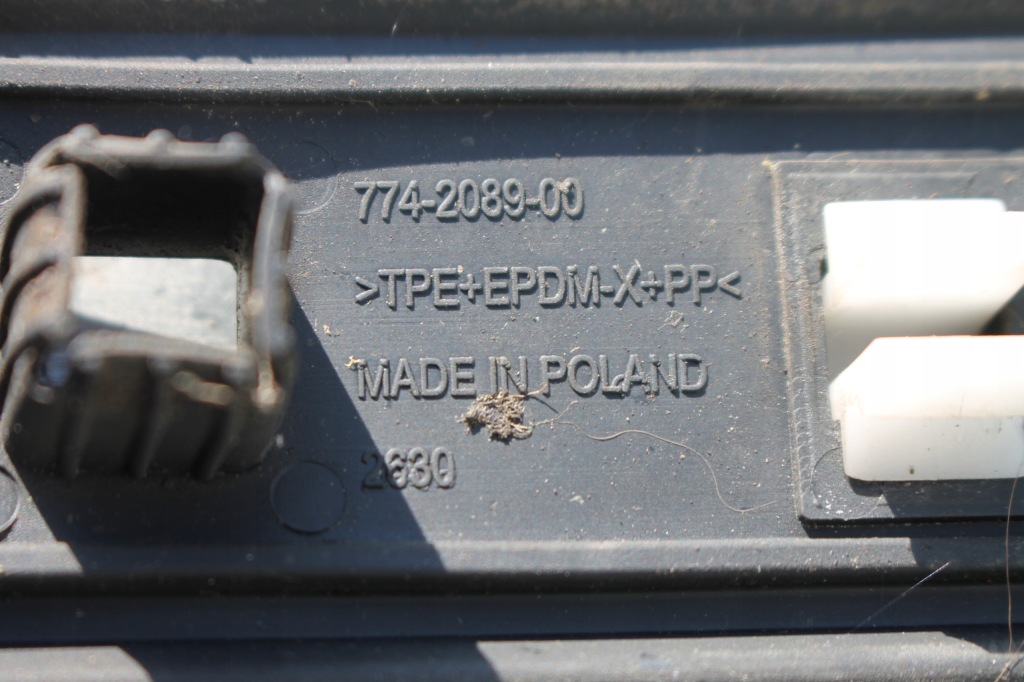 774-2089-00
>TPE+EPDM-X+PP<
MADE IN POLAND
2630